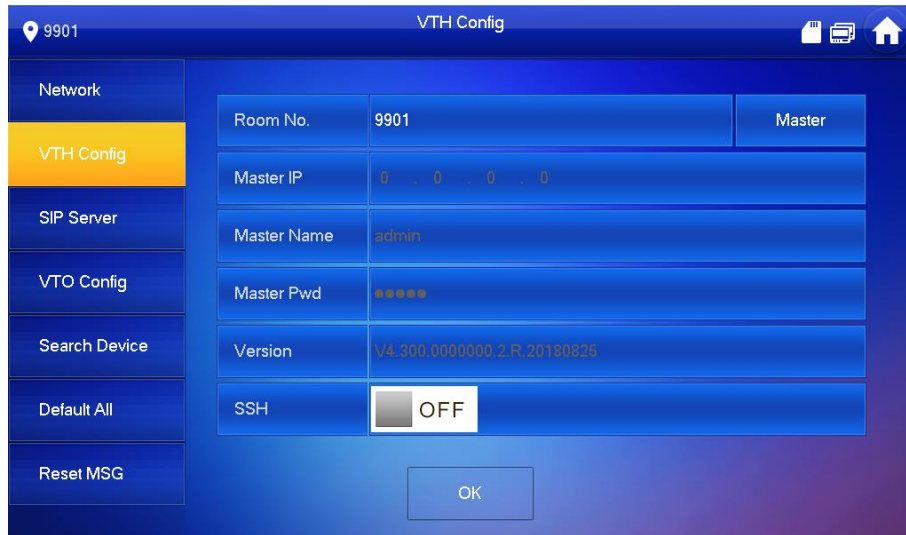 9901
VTH Config
Network
VTH Config
SIP Server
VTO Config
Search Device
Default All
Reset MSG
Room No. 9901 Master
Master IP 0 . 0 . 0 . 0
Master Name admin
Master Pwd ●●●●●
Version V4.300.0000000.2.R.20180825
SSH OFF
OK